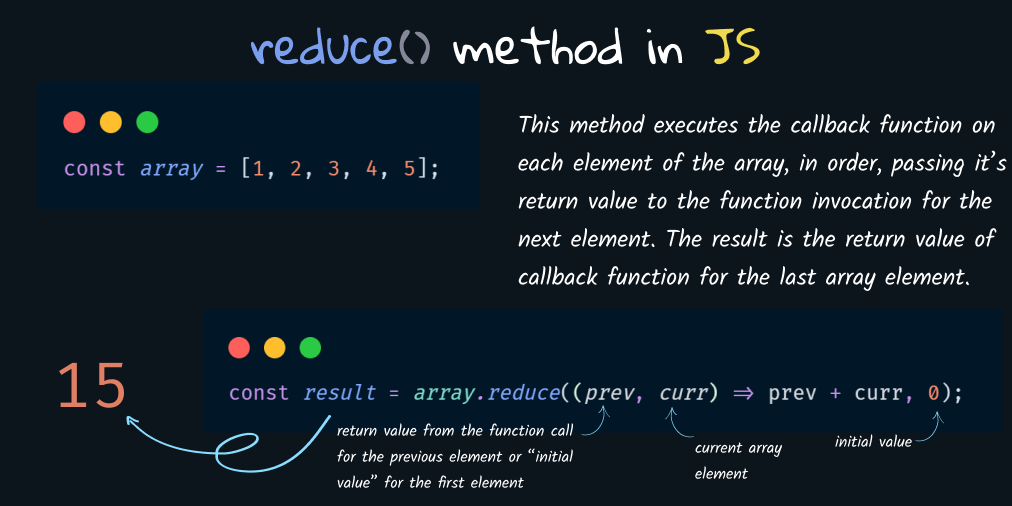 reduce() method in JS
const array = [1, 2, 3, 4, 5];
This method executes the callback function on
each element of the array, in order, passing it's
return value to the function invocation for the
next element. The result is the return value of
callback function for the last array element.
15
const result = array.reduce((prev, curr) => prev + curr, 0);
return value from the function call
for the previous element or “initial
value” for the first element
current array
element
initial value